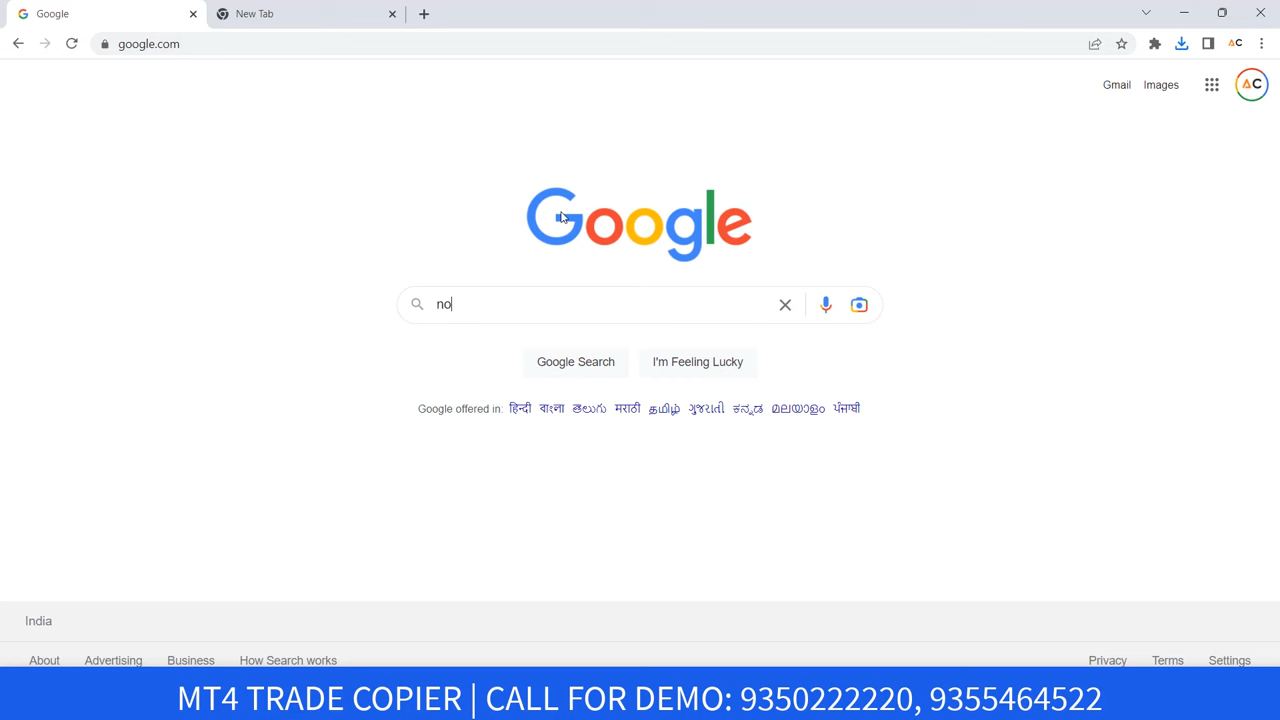 Google
New Tab
google.com
AC
Gmail Images
AC
Google
no
Google Search I'm Feeling Lucky
Google offered in: हिन्दी বাংলা తెలుగు मराठी தமிழ் ગુજરાતી ಕನ್ನಡ മലയാളം ਪੰਜਾਬੀ
India
About Advertising Business How Search works Privacy Terms Settings
MT4 TRADE COPIER | CALL FOR DEMO: 9350222220, 9355464522